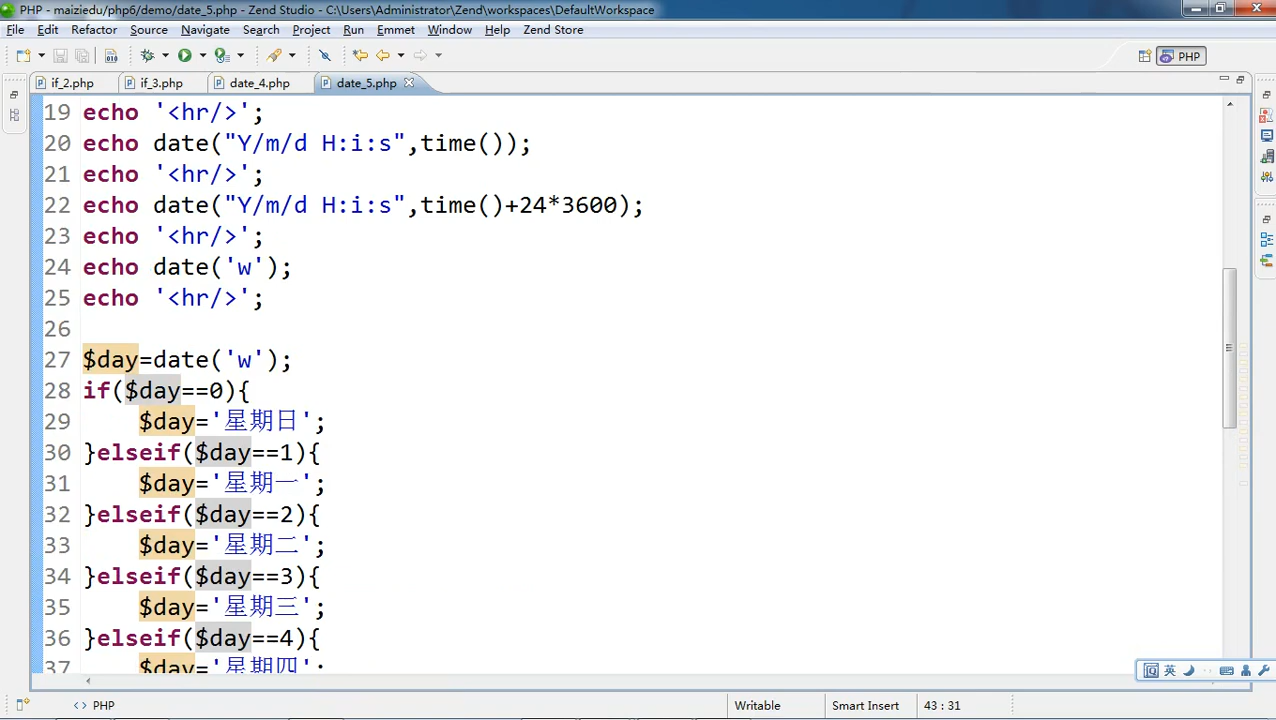 PHP - maiziedu/php6/demo/date_5.php - Zend Studio - C:\Users\Administrator\Zend\workspaces\DefaultWorkspace
File Edit Refactor Source Navigate Search Project Run Emmet Window Help Zend Store
PHP
if_2.php if_3.php date_4.php date_5.php
19 echo '<hr/>';
20 echo date("Y/m/d H:i:s",time());
21 echo '<hr/>';
22 echo date("Y/m/d H:i:s",time()+24*3600);
23 echo '<hr/>';
24 echo date('w');
25 echo '<hr/>';
26
27 $day=date('w');
28 if($day==0){
29 $day='星期日';
30 }elseif($day==1){
31 $day='星期一';
32 }elseif($day==2){
33 $day='星期二';
34 }elseif($day==3){
35 $day='星期三';
36 }elseif($day==4){
37 $day='星期四';
英
PHP Writable Smart Insert 43 : 31